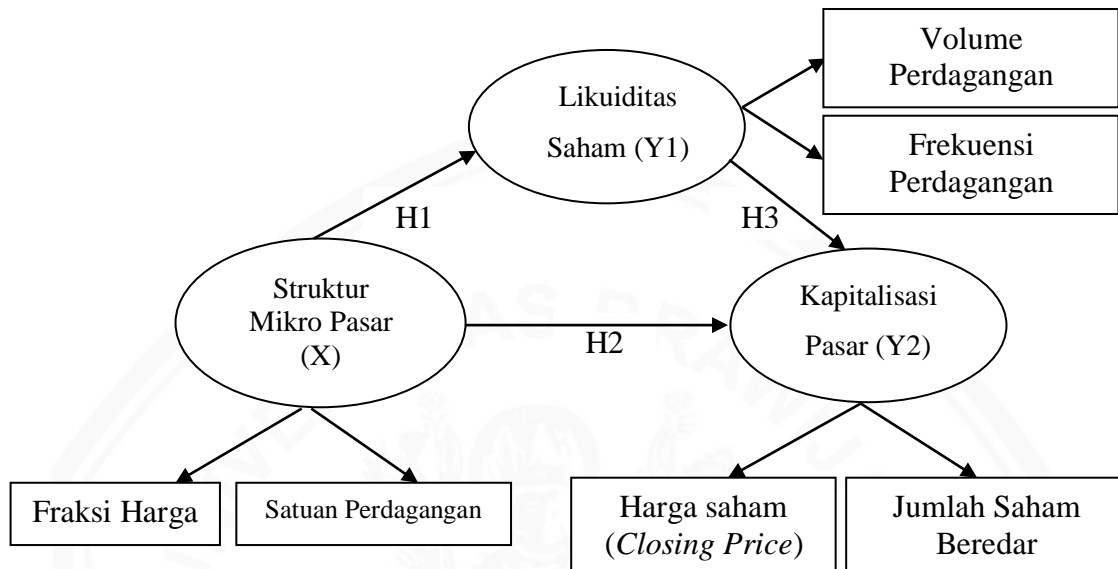 Volume
Perdagangan
Likuiditas
Saham (Y1)
Frekuensi
Perdagangan
H1
H3
Struktur
Mikro Pasar
(X)
Kapitalisasi
Pasar (Y2)
H2
Fraksi Harga
Satuan Perdagangan
Harga saham
(Closing Price)
Jumlah Saham
Beredar